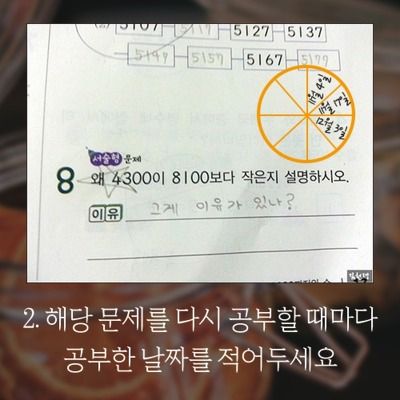 5107 5117 5127 5137
5147 5157 5167 5177
11월 4일
11월 17일
12월 3일
서술형 문제
8 왜 4300이 8100보다 작은지 설명하시오.
이유 그게 이유가 있나?
2. 해당 문제를 다시 공부할 때마다
공부한 날짜를 적어두세요